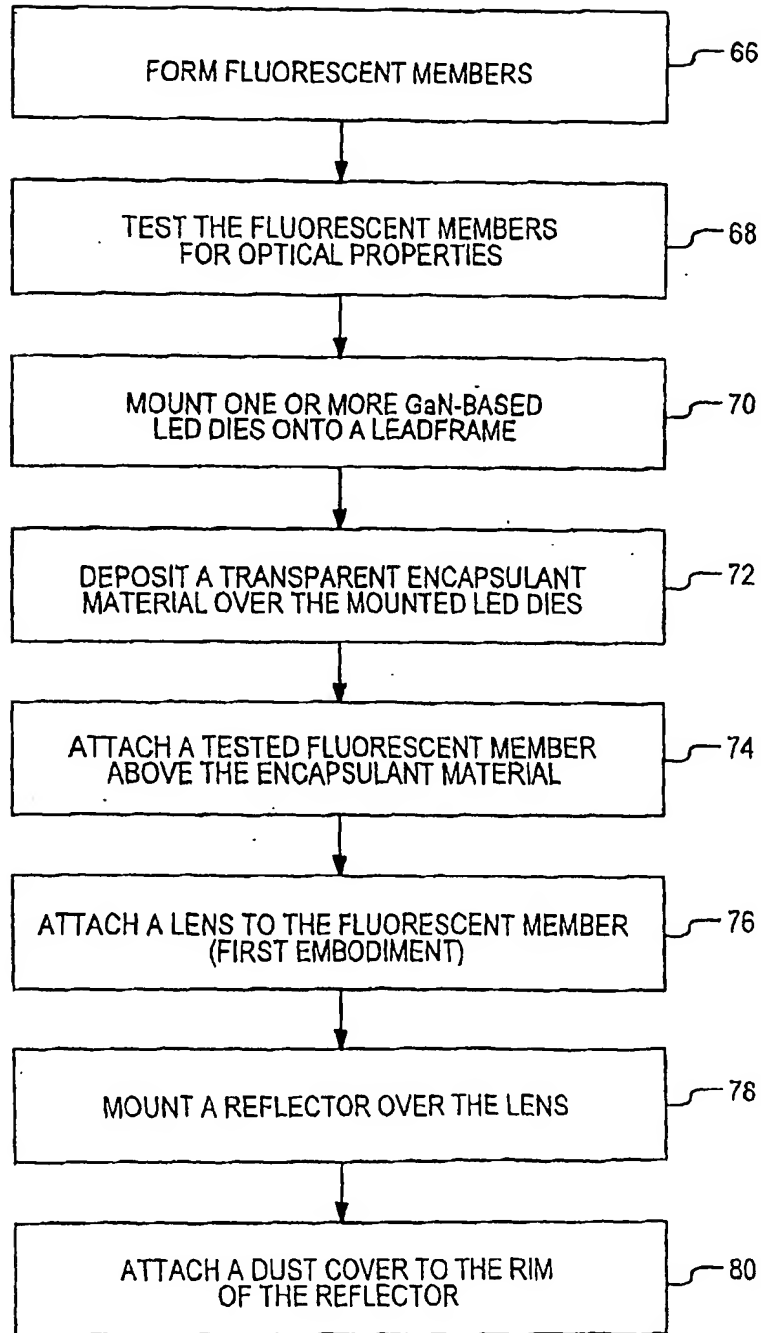 FORM FLUORESCENT MEMBERS
66
TEST THE FLUORESCENT MEMBERS
FOR OPTICAL PROPERTIES
68
MOUNT ONE OR MORE GaN-BASED
LED DIES ONTO A LEADFRAME
70
DEPOSIT A TRANSPARENT ENCAPSULANT
MATERIAL OVER THE MOUNTED LED DIES
72
ATTACH A TESTED FLUORESCENT MEMBER
ABOVE THE ENCAPSULANT MATERIAL
74
ATTACH A LENS TO THE FLUORESCENT MEMBER
(FIRST EMBODIMENT)
76
MOUNT A REFLECTOR OVER THE LENS
78
ATTACH A DUST COVER TO THE RIM
OF THE REFLECTOR
80